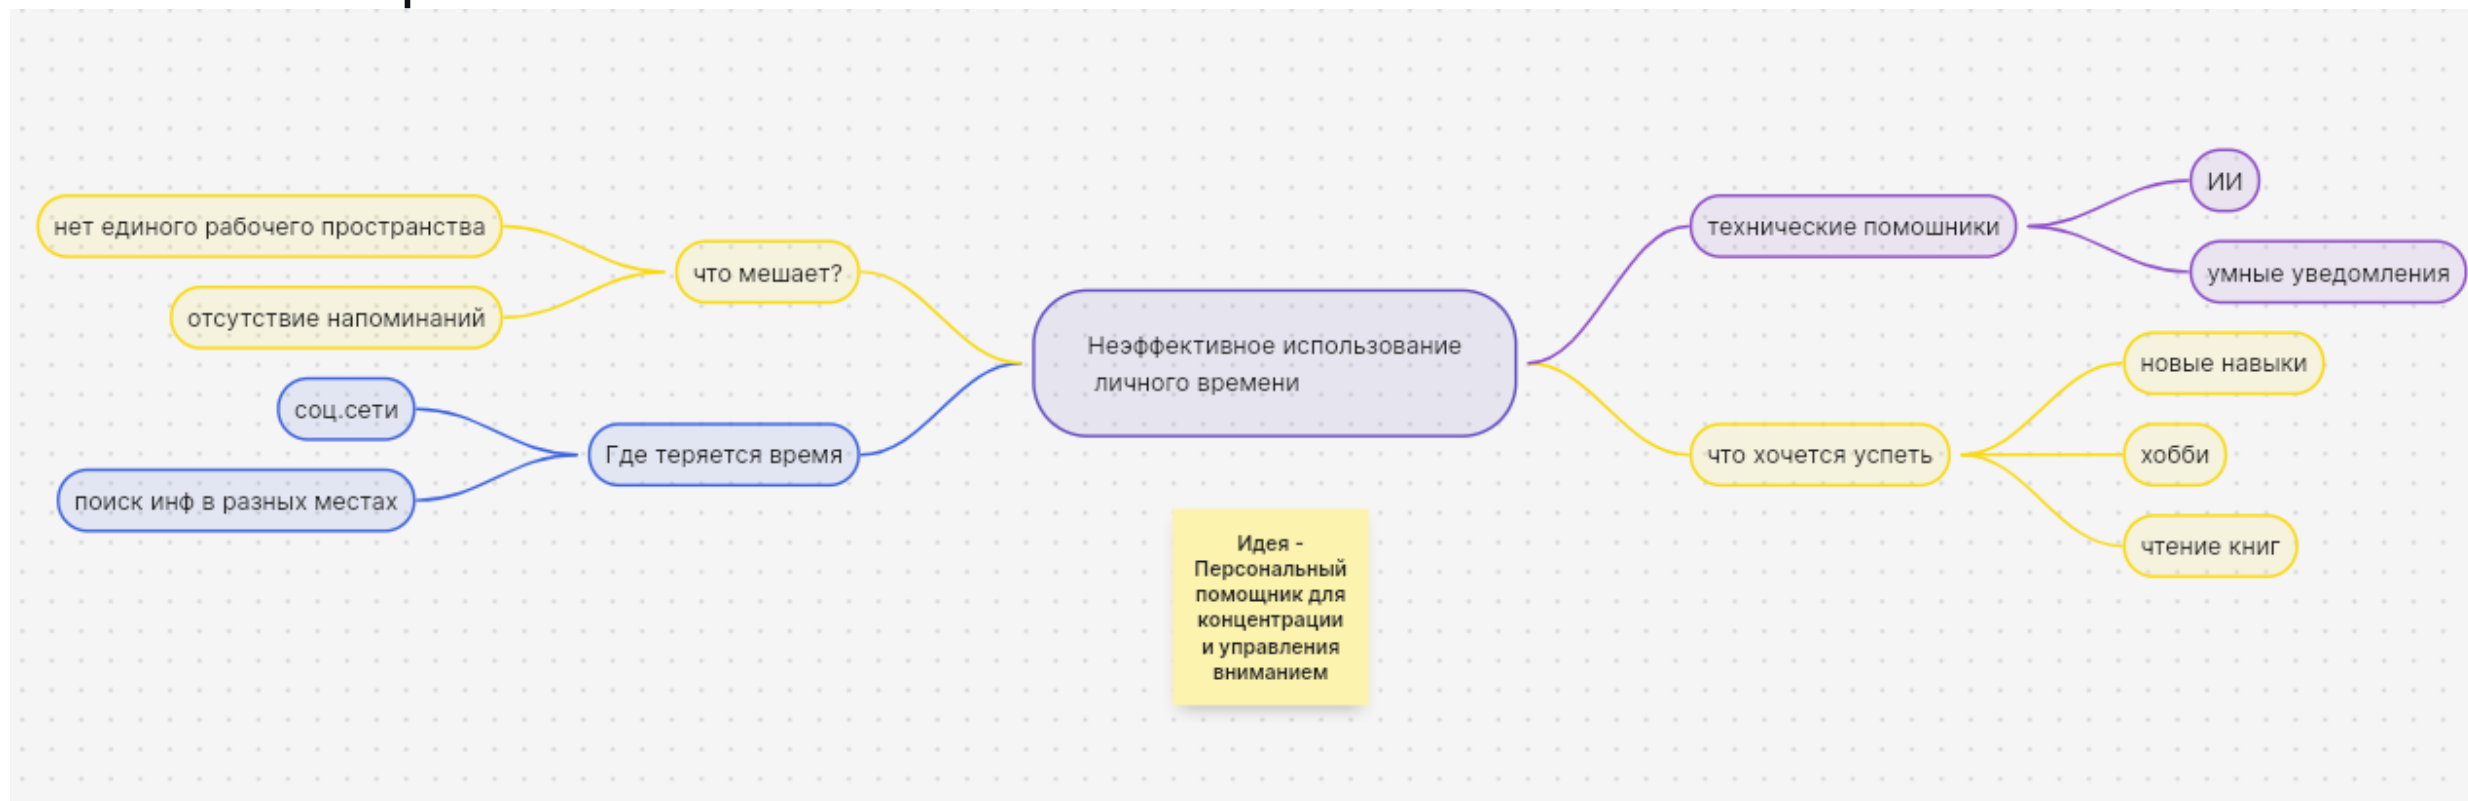 нет единого рабочего пространства
отсутствие напоминаний
что мешает?
соц.сети
поиск инф в разных местах
Где теряется время
Неэффективное использование
личного времени
технические помошники
ИИ
умные уведомления
что хочется успеть
новые навыки
хобби
чтение книг
Идея -
Персональный
помощник для
концентрации
и управления
вниманием